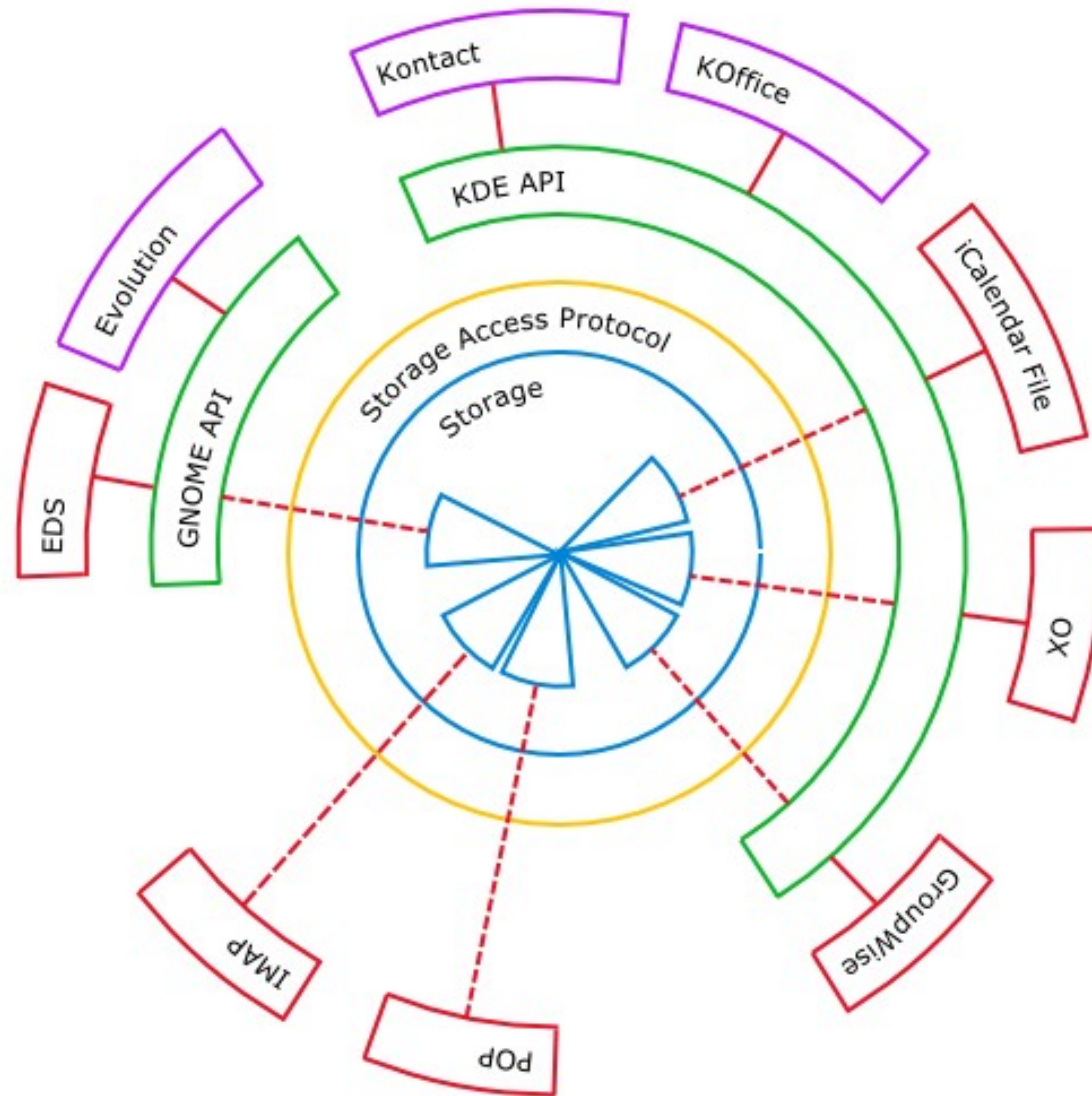 Kontact
KOffice
KDE API
Evolution
iCalendar File
Storage Access Protocol
Storage
GNOME API
EDS
OX
GroupWise
IMAP
POP